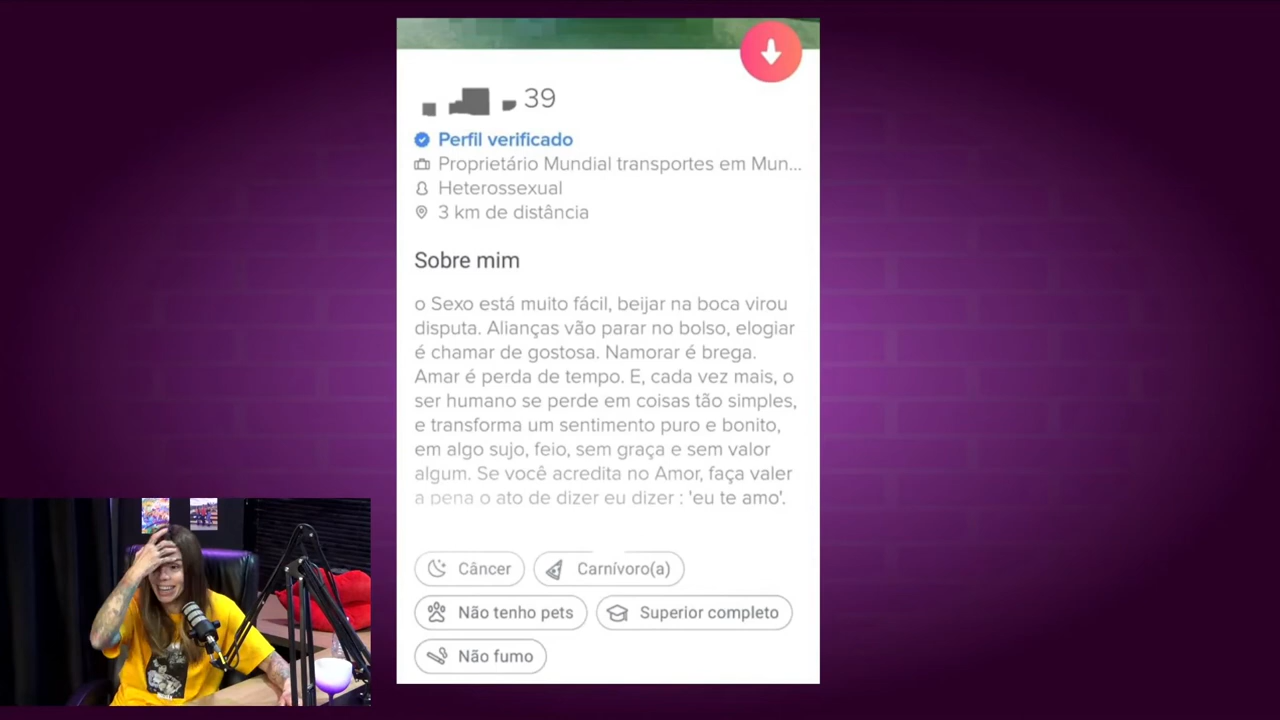 39
Perfil verificado
Proprietário Mundial transportes em Mun...
Heterossexual
3 km de distância
Sobre mim
o Sexo está muito fácil, beijar na boca virou
disputa. Alianças vão parar no bolso, elogiar
é chamar de gostosa. Namorar é brega.
Amar é perda de tempo. E, cada vez mais, o
ser humano se perde em coisas tão simples,
e transforma um sentimento puro e bonito,
em algo sujo, feio, sem graça e sem valor
algum. Se você acredita no Amor, faça valer
a pena o ato de dizer eu dizer : 'eu te amo'.
Câncer
Carnívoro(a)
Não tenho pets
Superior completo
Não fumo